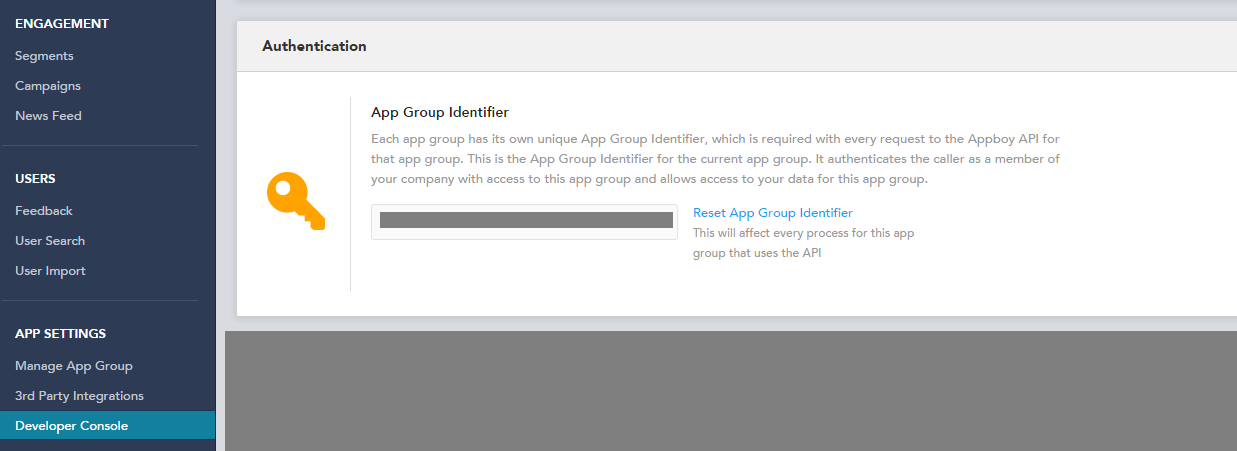 ENGAGEMENT
Segments
Campaigns
News Feed
USERS
Feedback
User Search
User Import
APP SETTINGS
Manage App Group
3rd Party Integrations
Developer Console
Authentication
App Group Identifier
Each app group has its own unique App Group Identifier, which is required with every request to the Appboy API for
that app group. This is the App Group Identifier for the current app group. It authenticates the caller as a member of
your company with access to this app group and allows access to your data for this app group.
Reset App Group Identifier
This will affect every process for this app
group that uses the API